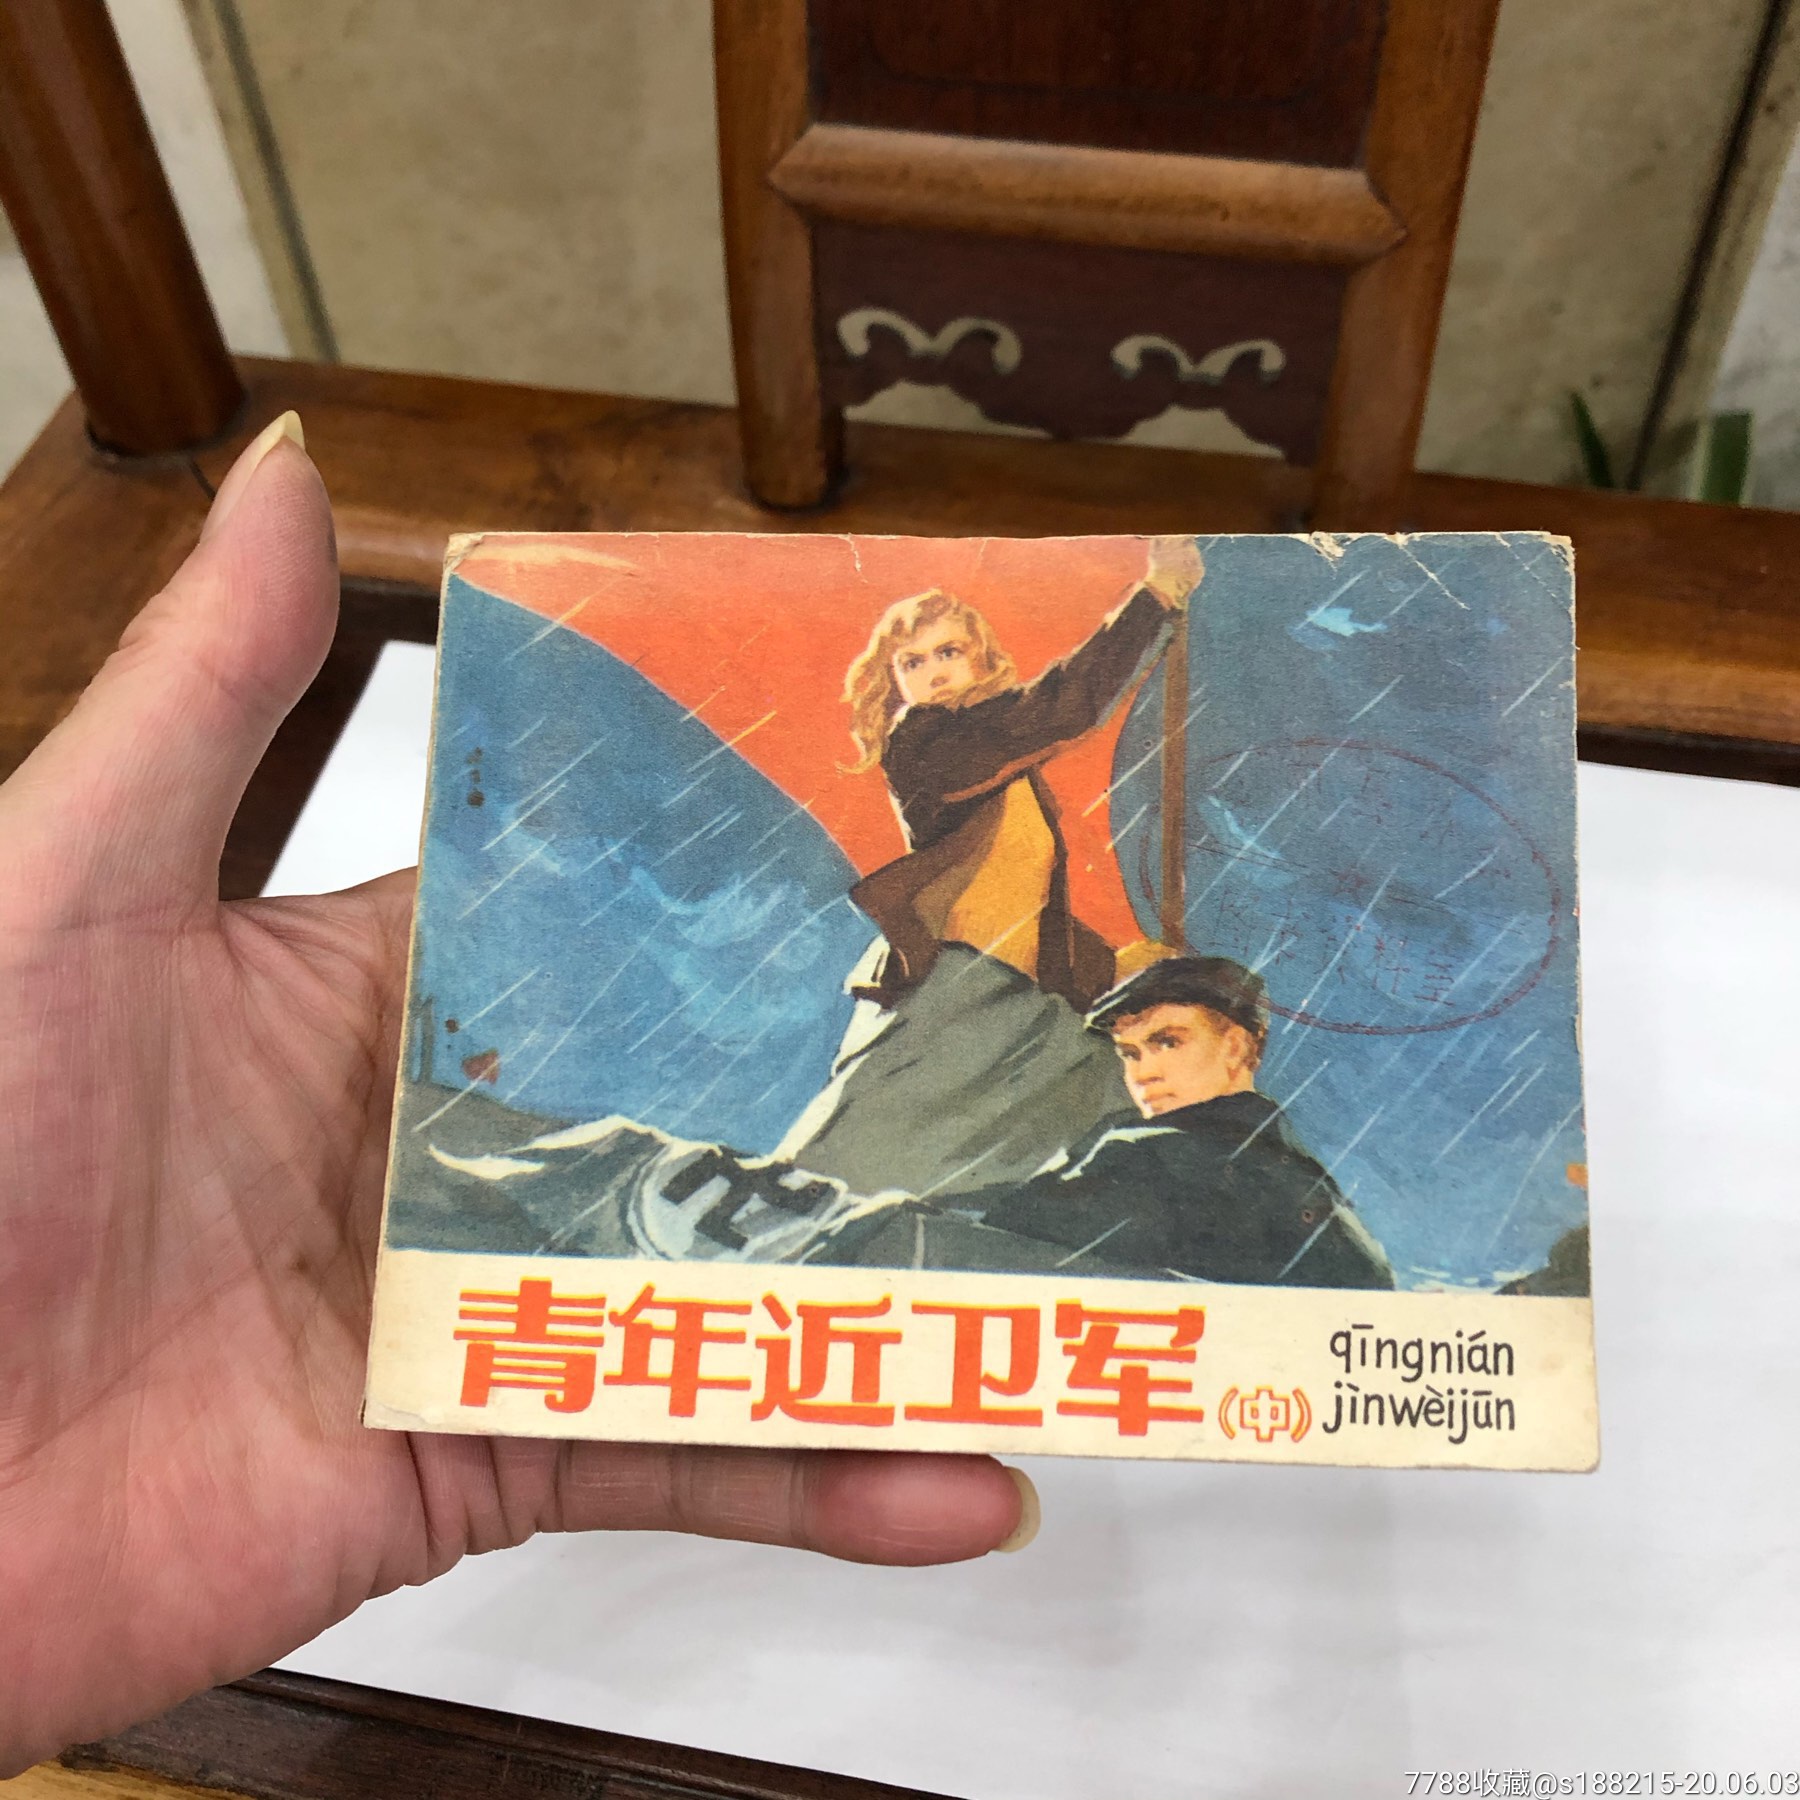 青年近卫军(中)
qīngnián
jìnwèijūn
7788收藏@s188215-20.06.03